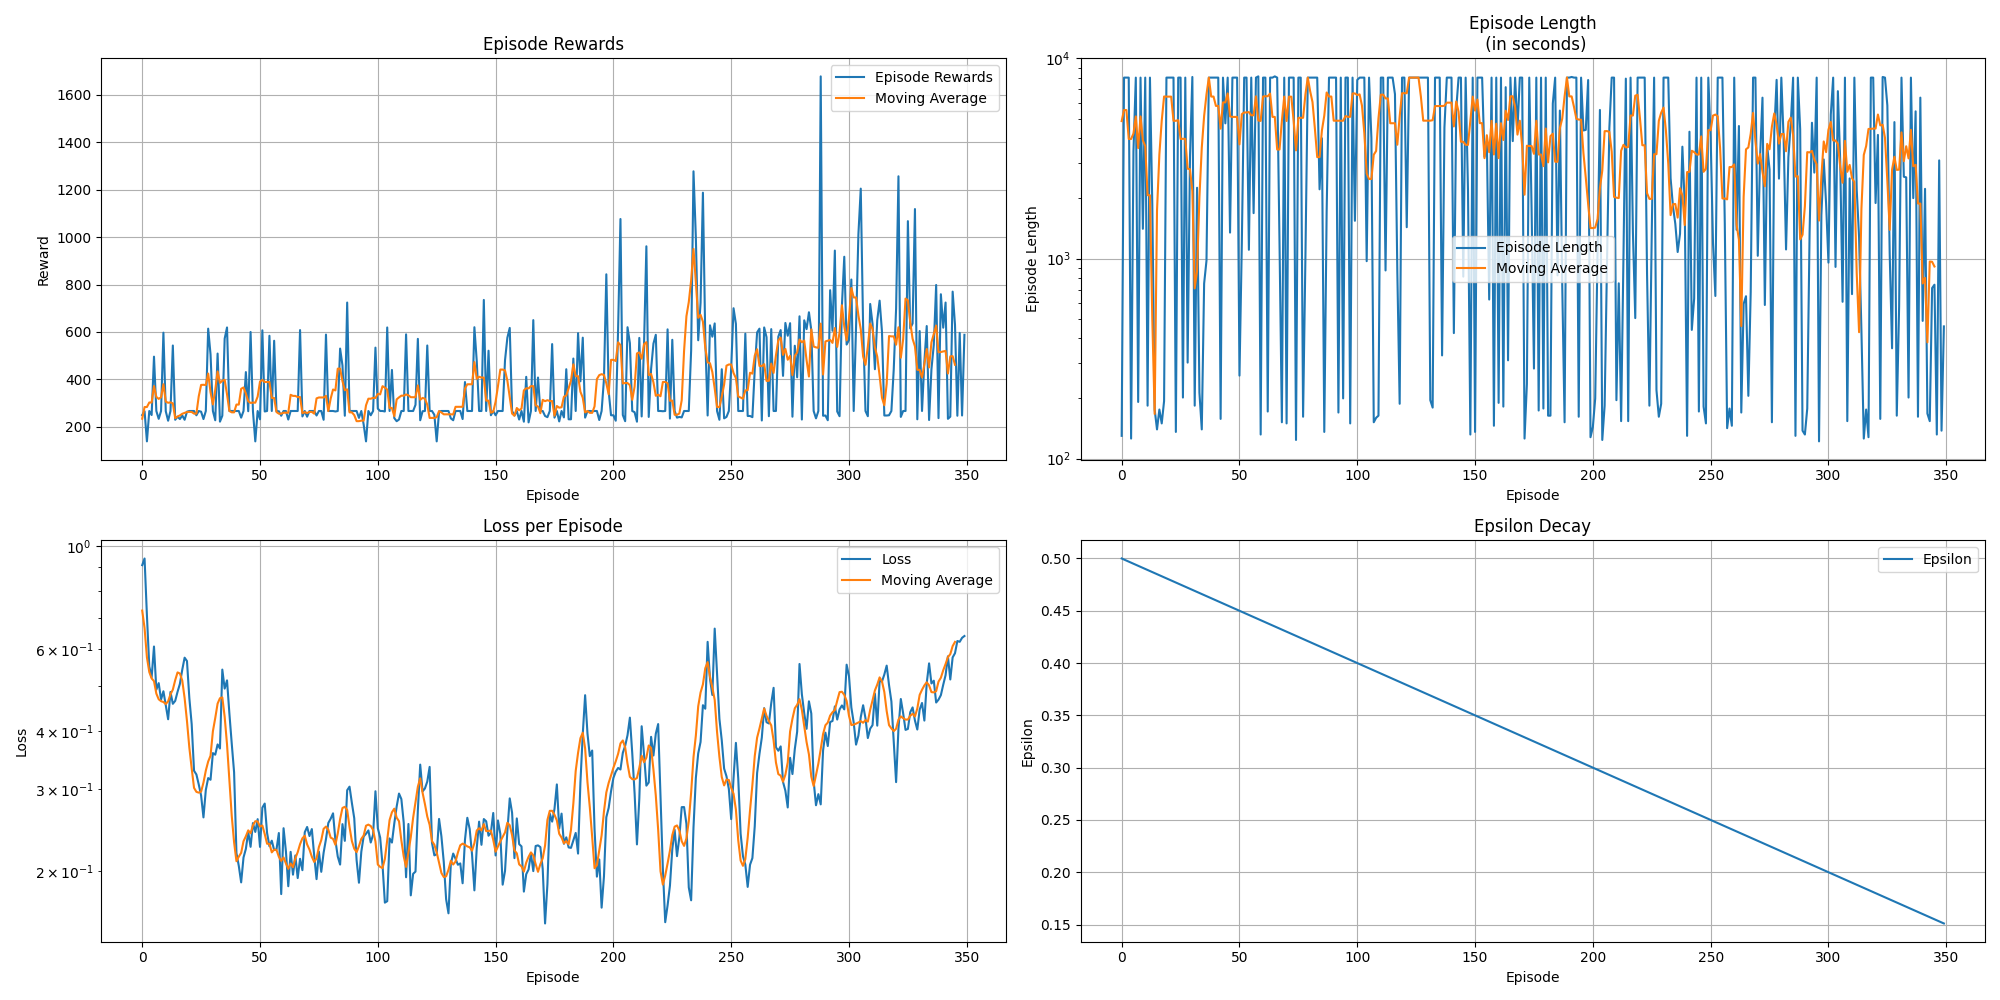 Episode Rewards
1600
1400
1200
1000
800
600
400
200
Reward
Episode Rewards
Moving Average
0 50 100 150 200 250 300 350
Episode
Episode Length
(in seconds)
10^4
10^3
10^2
Episode Length
Episode Length
Moving Average
0 50 100 150 200 250 300 350
Episode
Loss per Episode
10^0
6 × 10^-1
4 × 10^-1
3 × 10^-1
2 × 10^-1
Loss
Loss
Moving Average
0 50 100 150 200 250 300 350
Episode
Epsilon Decay
0.50
0.45
0.40
0.35
0.30
0.25
0.20
0.15
Epsilon
Epsilon
0 50 100 150 200 250 300 350
Episode